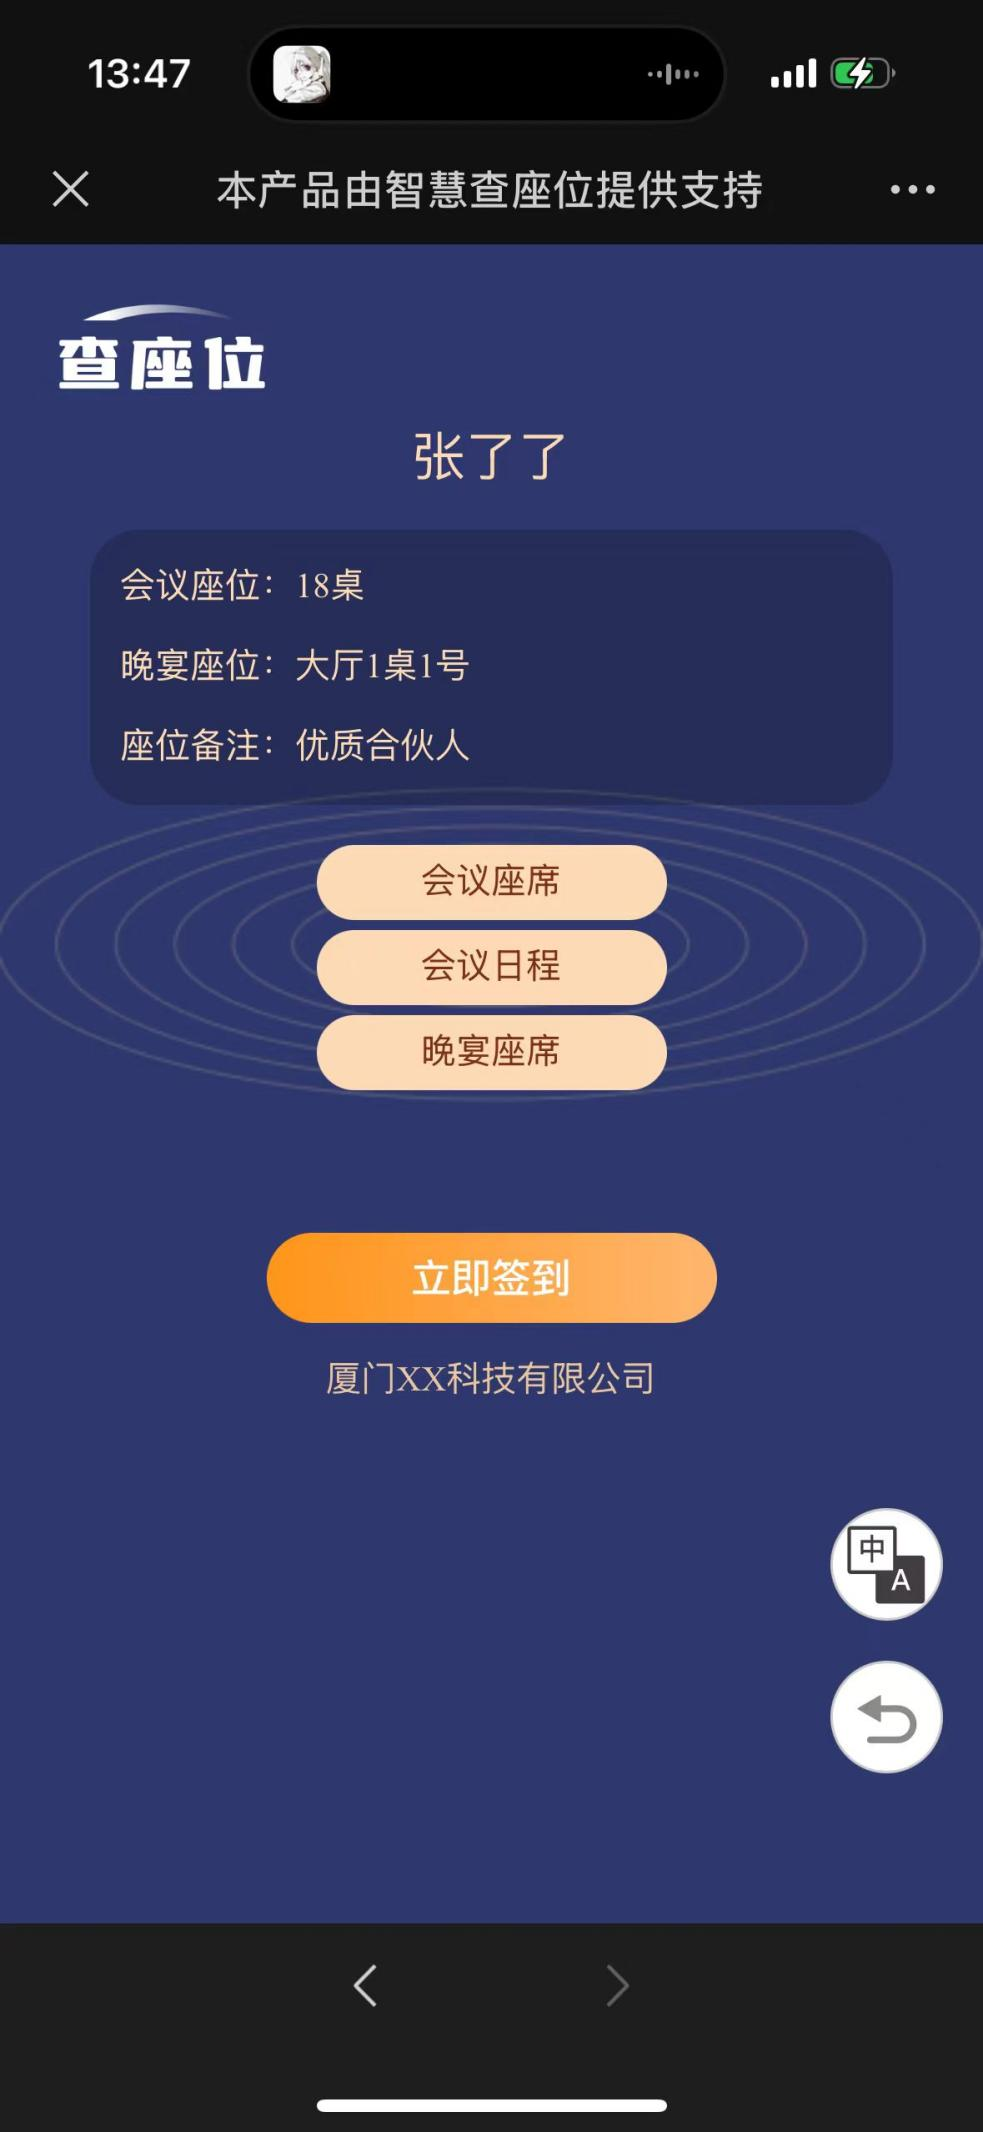 13:47
本产品由智慧查座位提供支持
查座位
张了了
会议座位：18桌
晚宴座位：大厅1桌1号
座位备注：优质合伙人
会议座席
会议日程
晚宴座席
立即签到
厦门XX科技有限公司
中
A